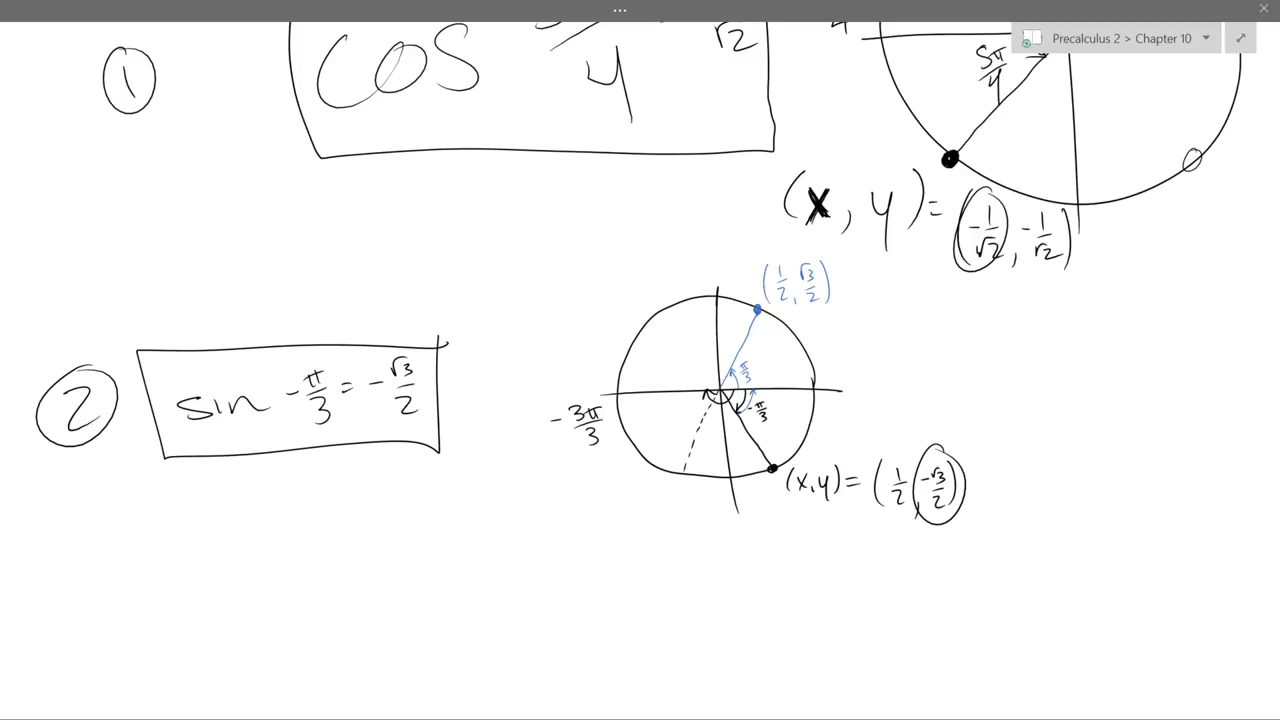 Precalculus 2 > Chapter 10
① cos 4 √2
5π/4
(x, y) = (-1/√2, -1/√2)
(1/2, √3/2)
② sin -π/3 = -√3/2
π/3
-π/3
-3π/3
(x,y) = (1/2, -√3/2)